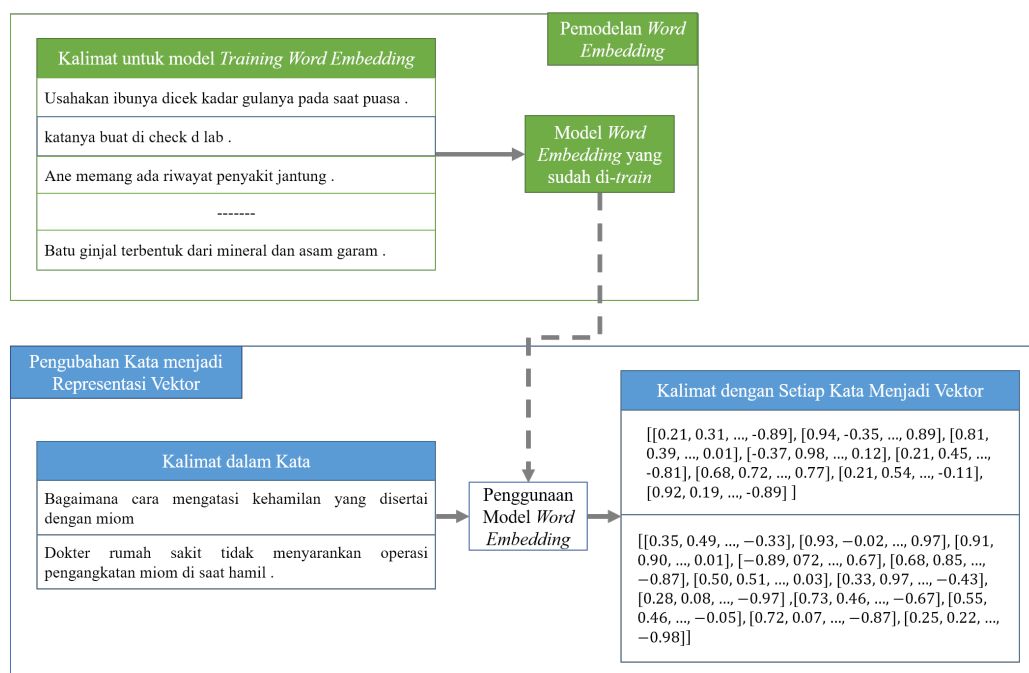 Pemodelan Word
Embedding
Kalimat untuk model Training Word Embedding
Usahakan ibunya dicek kadar gulanya pada saat puasa .
katanya buat di check d lab .
Ane memang ada riwayat penyakit jantung .
-------
Batu ginjal terbentuk dari mineral dan asam garam .
Model Word
Embedding yang
sudah di-train
Pengubahan Kata menjadi
Representasi Vektor
Kalimat dalam Kata
Bagaimana cara mengatasi kehamilan yang disertai
dengan miom
Dokter rumah sakit tidak menyarankan operasi
pengangkatan miom di saat hamil .
Penggunaan
Model Word
Embedding
Kalimat dengan Setiap Kata Menjadi Vektor
[[0.21, 0.31, ..., -0.89], [0.94, -0.35, ..., 0.89], [0.81,
0.39, ..., 0.01], [-0.37, 0.98, ..., 0.12], [0.21, 0.45, ...,
-0.81], [0.68, 0.72, ..., 0.77], [0.21, 0.54, ..., -0.11],
[0.92, 0.19, ..., -0.89] ]
[[0.35, 0.49, ..., −0.33], [0.93, −0.02, ..., 0.97], [0.91,
0.90, ..., 0.01], [−0.89, 072, ..., 0.67], [0.68, 0.85, ...,
−0.87], [0.50, 0.51, ..., 0.03], [0.33, 0.97, ..., −0.43],
[0.28, 0.08, ..., −0.97] ,[0.73, 0.46, ..., −0.67], [0.55,
0.46, ..., −0.05], [0.72, 0.07, ..., −0.87], [0.25, 0.22, ...,
−0.98]]